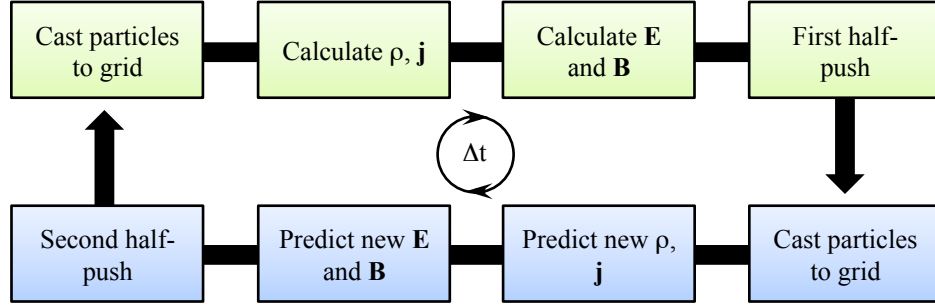 Cast particles
to grid
Calculate ρ, j
Calculate E
and B
First half-
push
Δt
Second half-
push
Predict new E
and B
Predict new ρ,
j
Cast particles
to grid